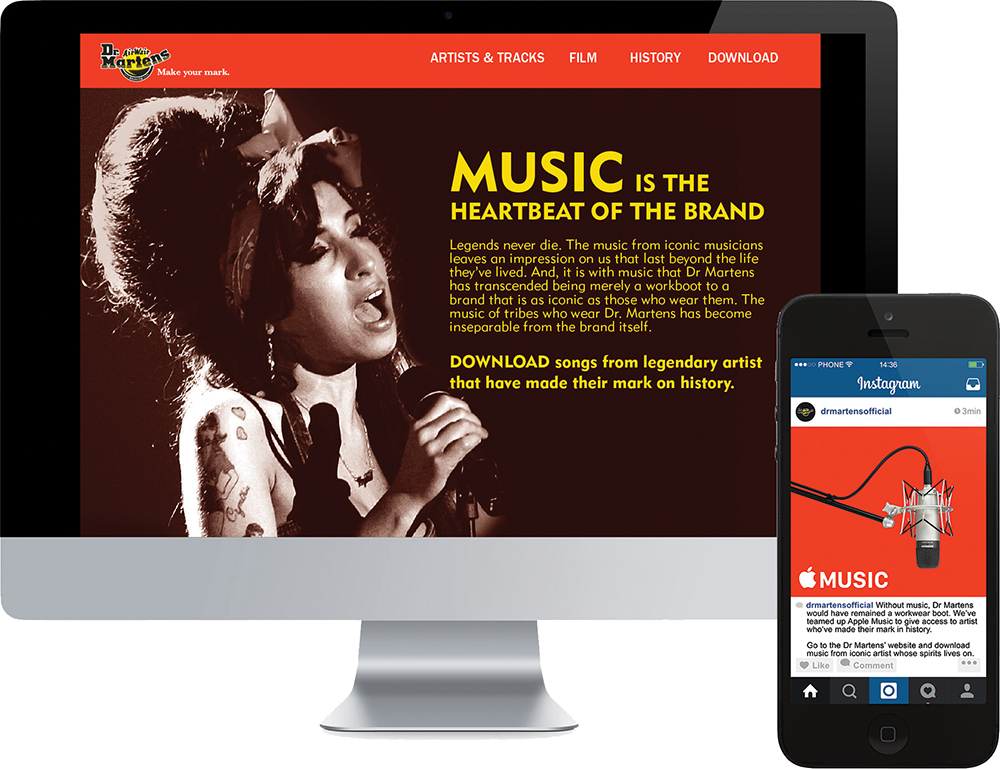 Dr. Martens
AirWair
Make your mark.
ARTISTS & TRACKS FILM HISTORY DOWNLOAD
MUSIC IS THE
HEARTBEAT OF THE BRAND
Legends never die. The music from iconic musicians
leaves an impression on us that last beyond the life
they've lived. And, it is with music that Dr Martens
has transcended being merely a workboot to a
brand that is as iconic as those who wear them. The
music of tribes who wear Dr. Martens has become
inseparable from the brand itself.
DOWNLOAD songs from legendary artist
that have made their mark on history.
PHONE 14:36
Instagram
drmartensofficial 3min
MUSIC
drmartensofficial Without music, Dr Martens
would have remained a workwear boot. We've
teamed up Apple Music to give access to artist
who've made their mark in history.
Go to the Dr Martens' website and download
music from iconic artist whose spirits lives on.
Like Comment